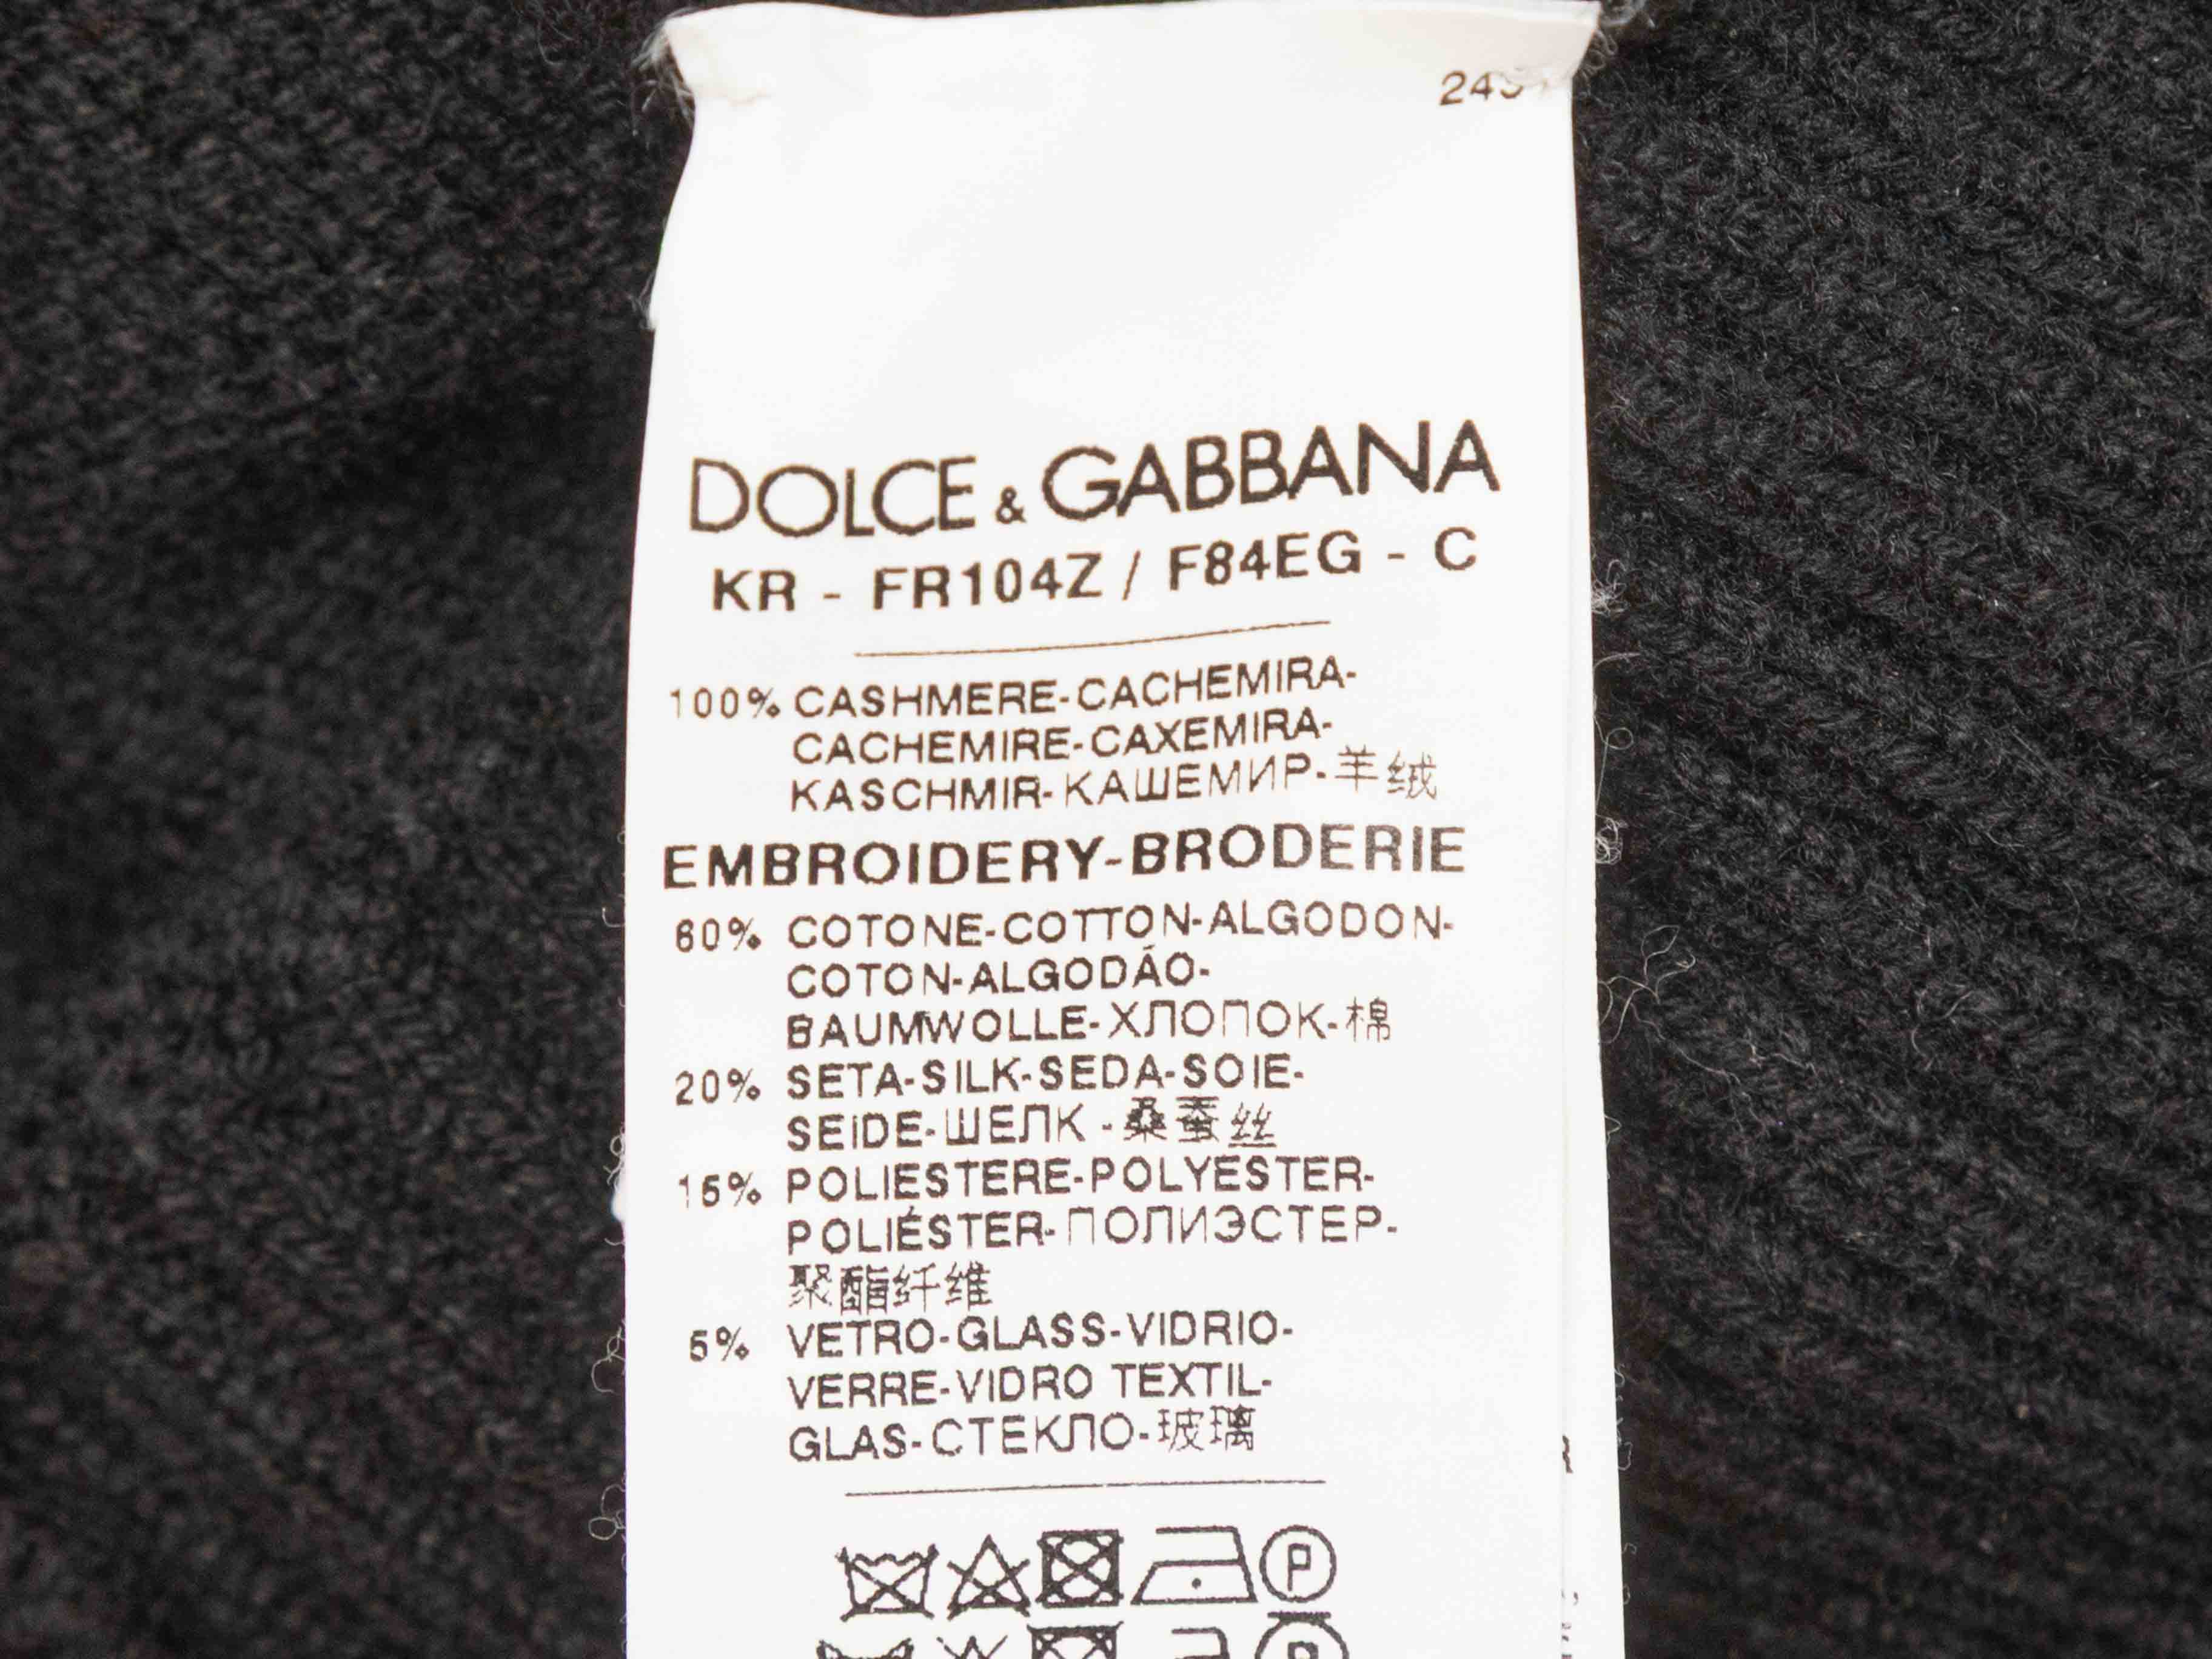 DOLCE & GABBANA
KR - FR104Z / F84EG - C
100% CASHMERE-CACHEMIRA-
CACHEMIRE-CAXEMIRA-
KASCHMIR-КАШЕМИР-羊绒
EMBROIDERY-BRODERIE
60% COTONE-COTTON-ALGODON-
COTON-ALGODÃO-
BAUMWOLLE-ХЛОПОК-棉
20% SETA-SILK-SEDA-SOIE-
SEIDE-ШЕЛК-桑蚕丝
15% POLIESTERE-POLYESTER-
POLIÉSTER-ПОЛИЭСТЕР-
聚酯纤维
5% VETRO-GLASS-VIDRIO-
VERRE-VIDRO TEXTIL-
GLAS-СТЕКЛО-玻璃
P